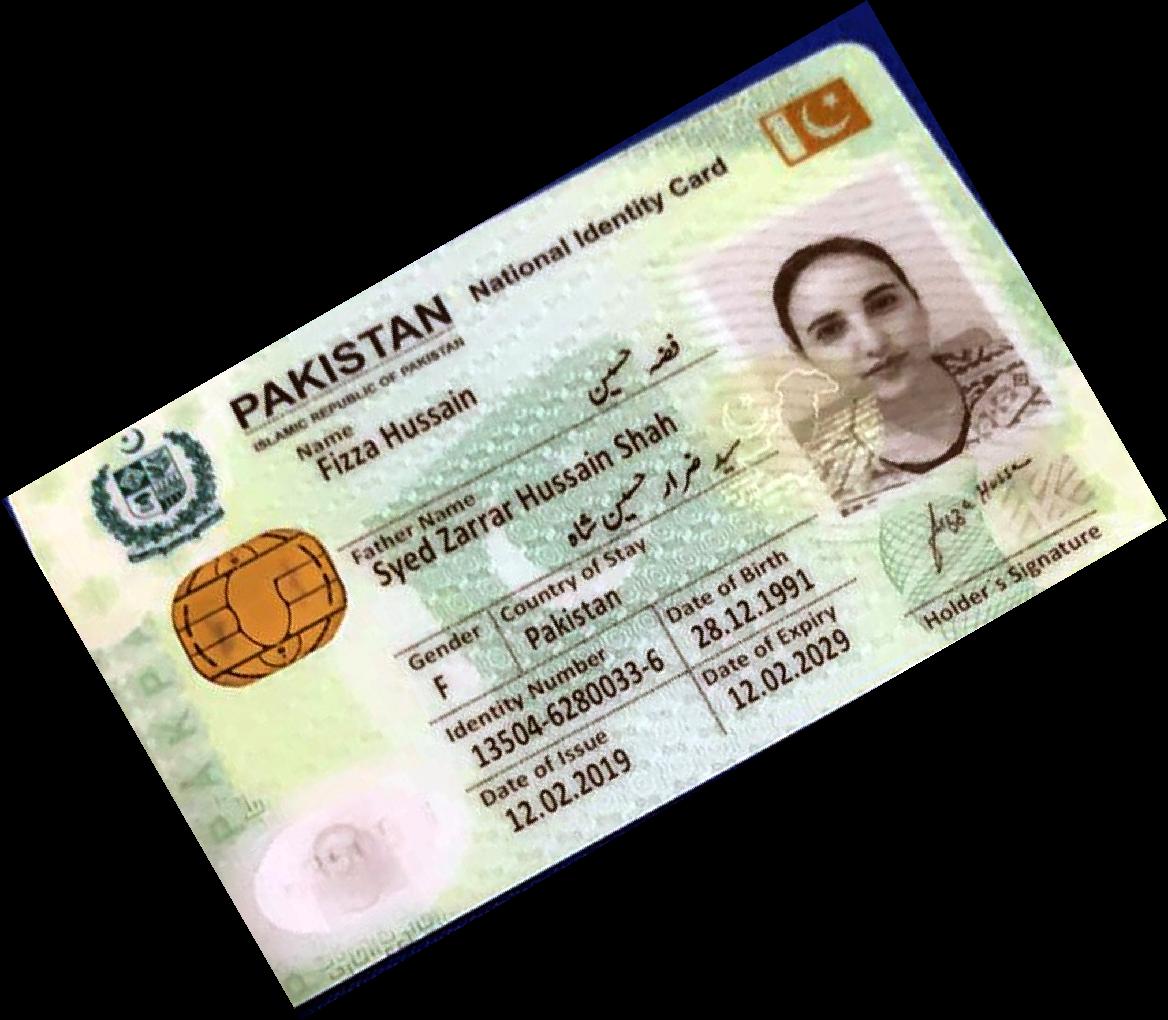 PAKISTAN National Identity Card
ISLAMIC REPUBLIC OF PAKISTAN
Name
Fizza Hussain
فضہ حسین
Father Name
Syed Zarrar Hussain Shah
سید ضرار حسین شاہ
Gender
F
Country of Stay
Pakistan
Identity Number
13504-6280033-6
Date of Birth
28.12.1991
Date of Issue
12.02.2019
Date of Expiry
12.02.2029
Holder's Signature